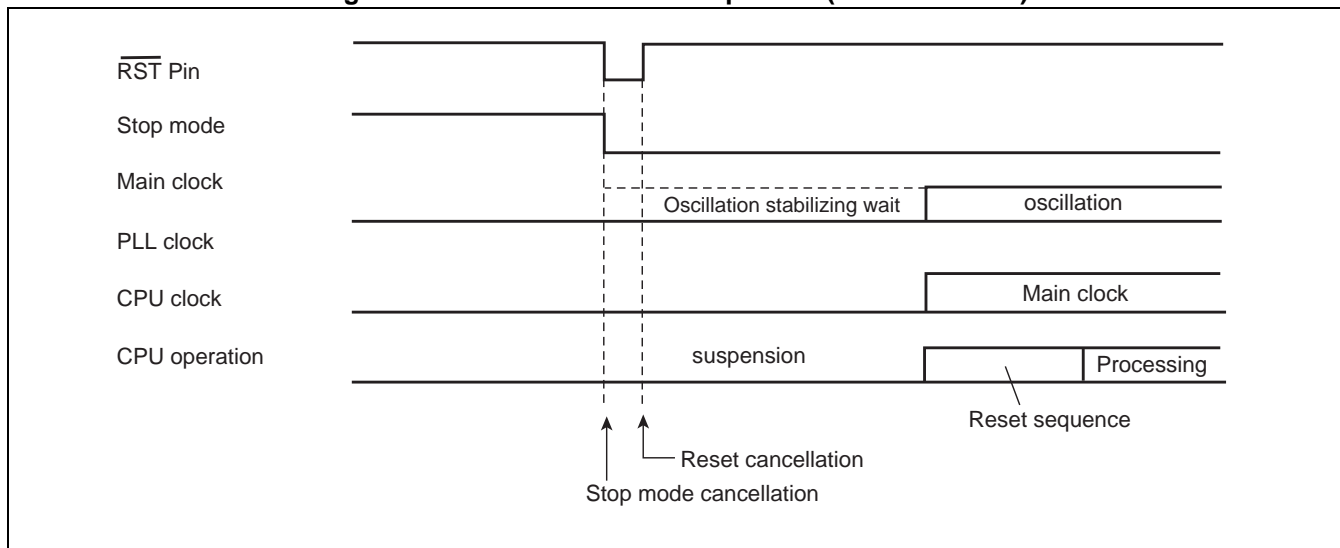 RST Pin
Stop mode
Main clock
Oscillation stabilizing wait
oscillation
PLL clock
CPU clock
Main clock
CPU operation
suspension
Processing
Reset sequence
Reset cancellation
Stop mode cancellation